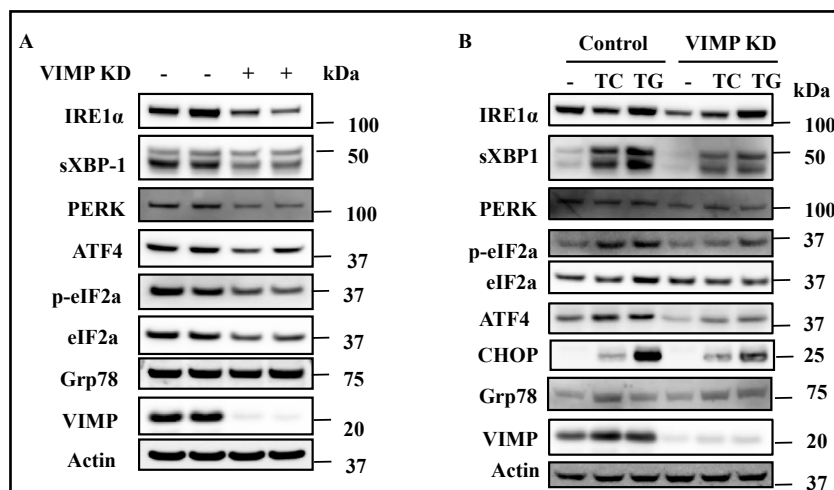 A
VIMP KD - - + + kDa
IRE1α 100
sXBP-1 50
PERK 100
ATF4 37
p-eIF2a 37
eIF2a 37
Grp78 75
VIMP 20
Actin 37
B
Control VIMP KD
- TC TG - TC TG kDa
IRE1α 100
sXBP1 50
PERK 100
p-eIF2a 37
eIF2a 37
ATF4 37
CHOP 25
Grp78 75
VIMP 20
Actin 37